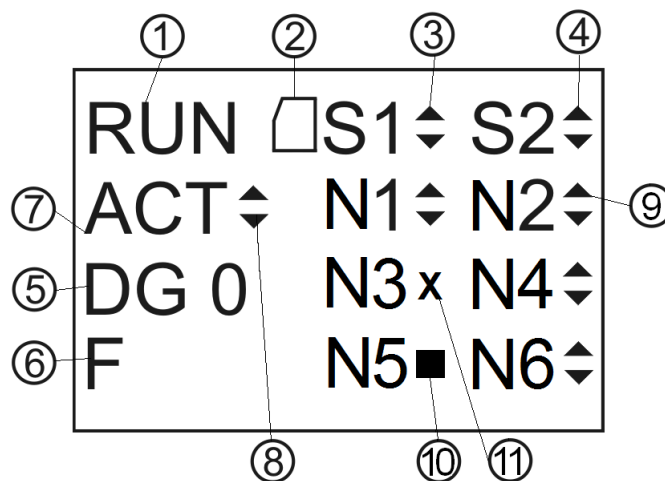 ① ② ③ ④
RUN S1 S2
⑦ ACT N1 N2 ⑨
⑤ DG 0 N3 x N4
⑥ F N5 N6
⑧ ⑩ ⑪